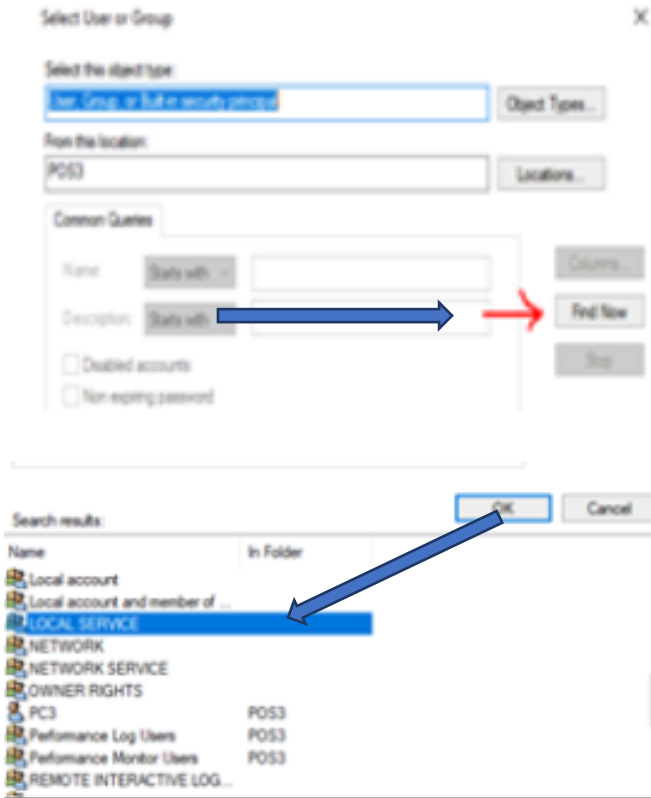 Select User or Group
Select this object type:
User, Group, or Built-in security principal
Object Types...
From this location:
POS3
Locations...
Common Queries
Name: Starts with
Columns...
Description: Starts with
Find Now
Disabled accounts
Stop
Non expiring password
OK Cancel
Search results:
Name In Folder
Local account
Local account and member of ...
LOCAL SERVICE
NETWORK
NETWORK SERVICE
OWNER RIGHTS
PC3 POS3
Performance Log Users POS3
Performance Monitor Users POS3
REMOTE INTERACTIVE LOG...